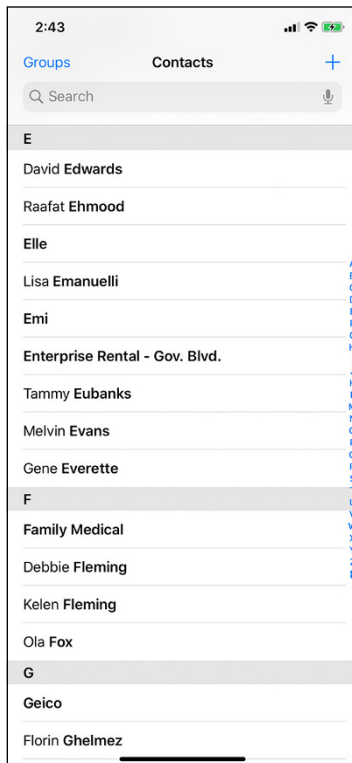 2:43
Groups Contacts +
Search
E
David Edwards
Raafat Ehmood
Elle
Lisa Emanuelli
Emi
Enterprise Rental - Gov. Blvd.
Tammy Eubanks
Melvin Evans
Gene Everette
F
Family Medical
Debbie Fleming
Kelen Fleming
Ola Fox
G
Geico
Florin Ghelmez